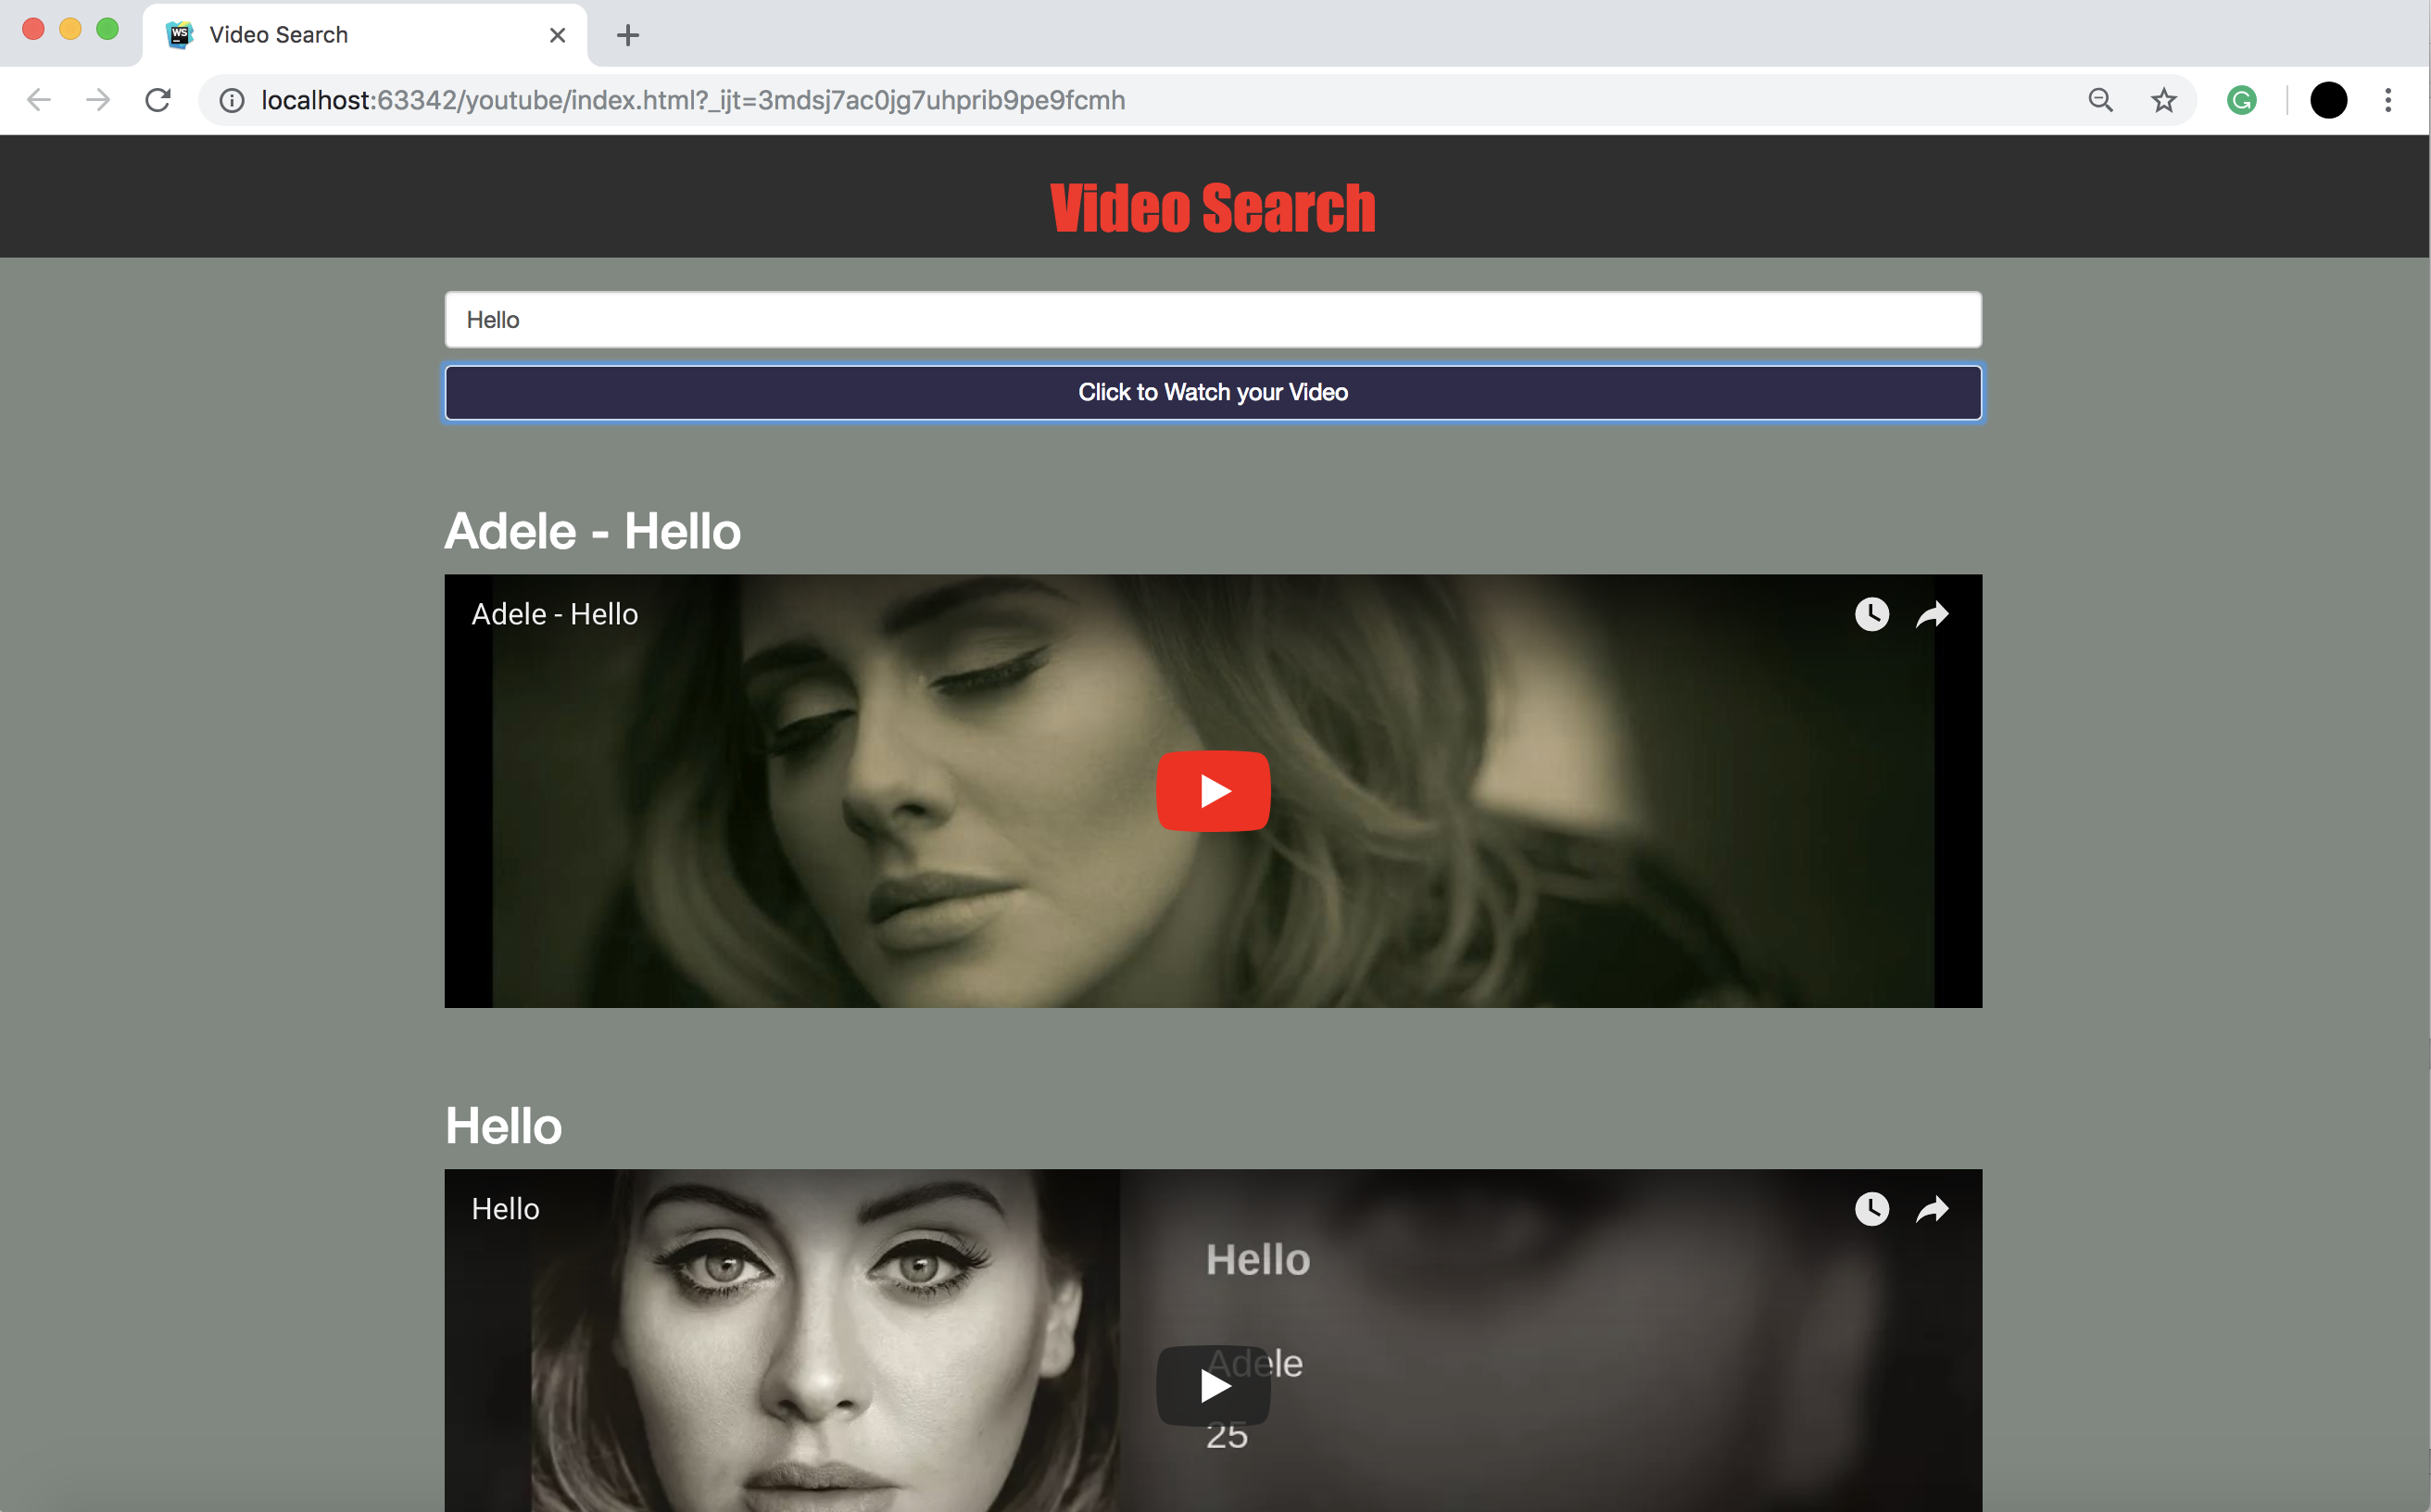 WS
Video Search
localhost:63342/youtube/index.html?_ijt=3mdsj7ac0jg7uhprib9pe9fcmh
Video Search
Hello
Click to Watch your Video
Adele - Hello
Adele - Hello
Hello
Hello
Hello
Adele
25